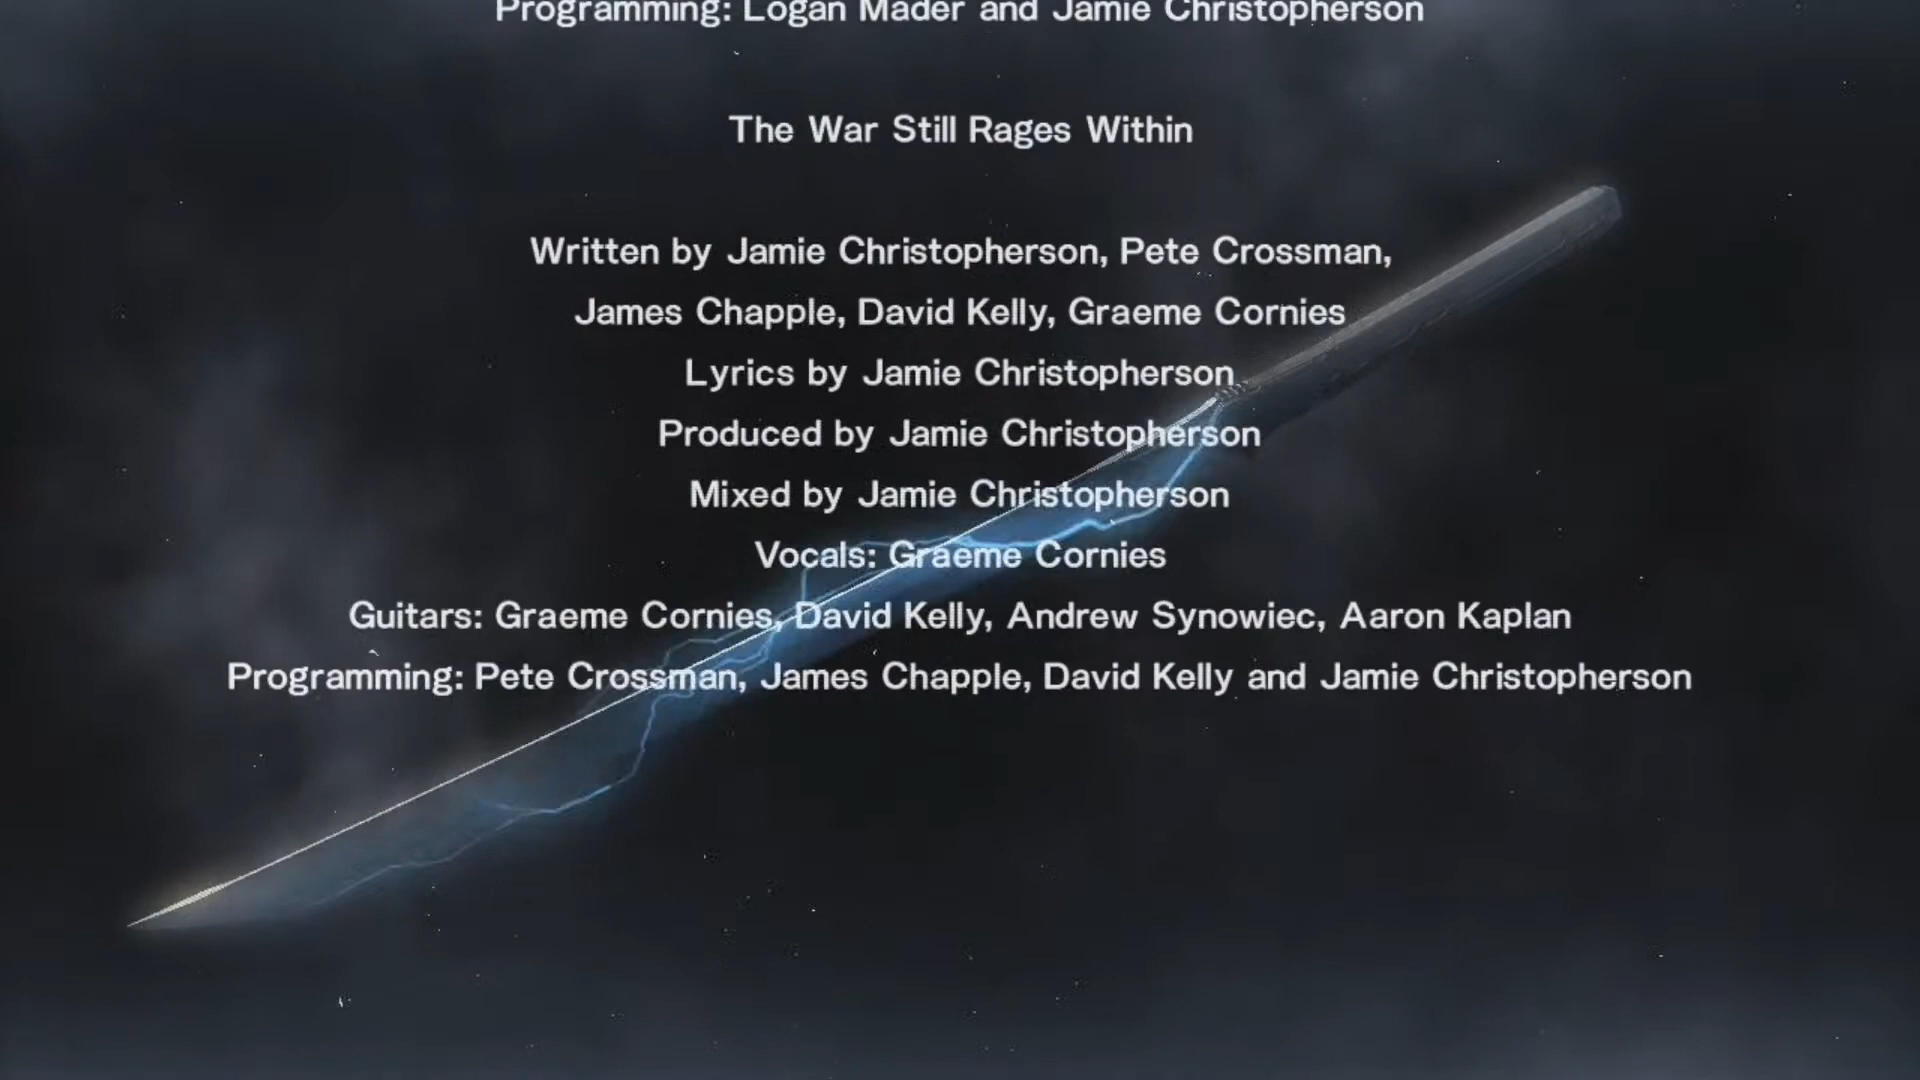 Programming: Logan Mader and Jamie Christopherson
The War Still Rages Within
Written by Jamie Christopherson, Pete Crossman,
James Chapple, David Kelly, Graeme Cornies
Lyrics by Jamie Christopherson
Produced by Jamie Christopherson
Mixed by Jamie Christopherson
Vocals: Graeme Cornies
Guitars: Graeme Cornies, David Kelly, Andrew Synowiec, Aaron Kaplan
Programming: Pete Crossman, James Chapple, David Kelly and Jamie Christopherson